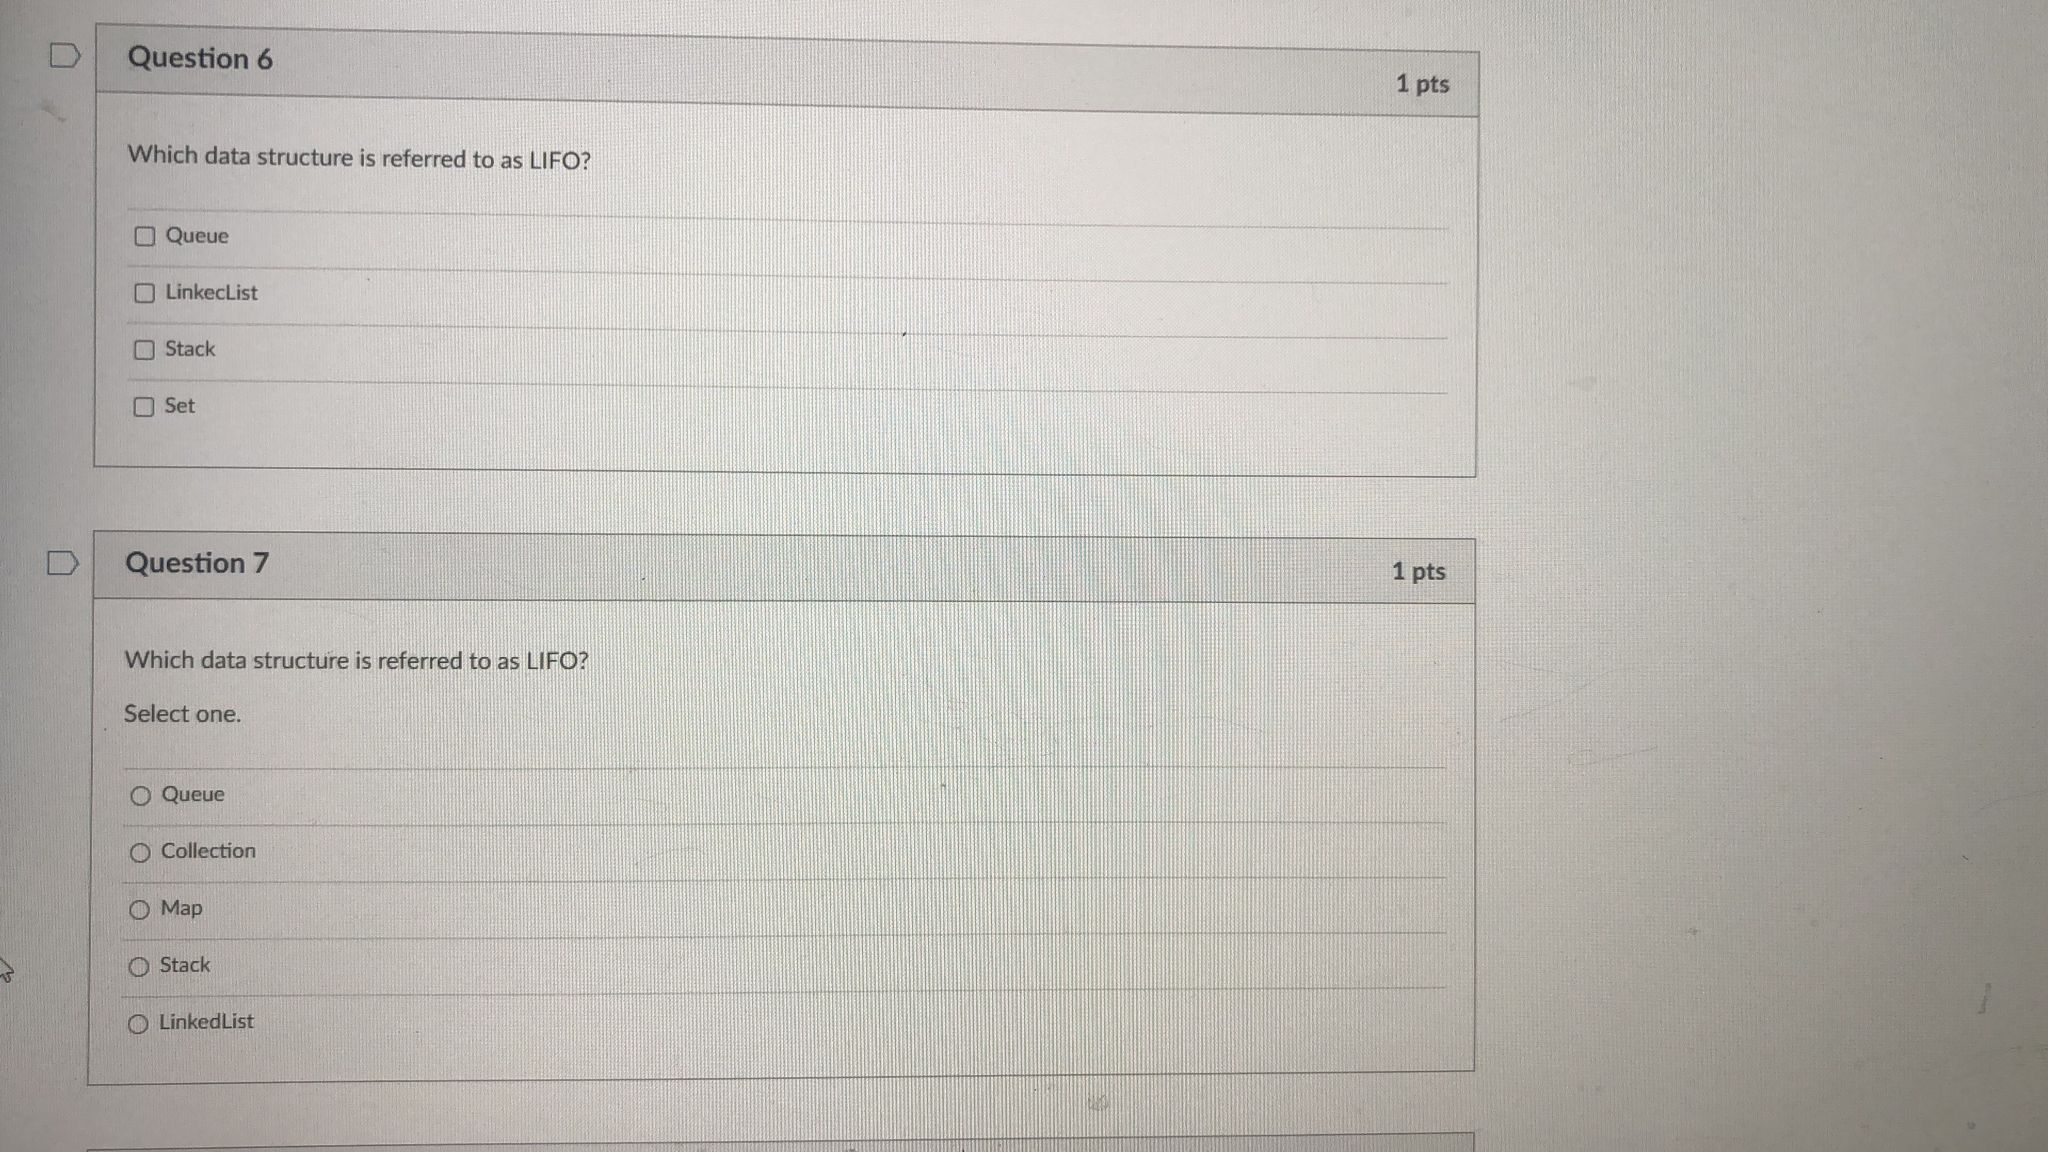 Question 6
1 pts
Which data structure is referred to as LIFO?
Queue
LinkecList
Stack
Set
Question 7
1 pts
Which data structure is referred to as LIFO?
Select one.
Queue
Collection
Map
Stack
LinkedList